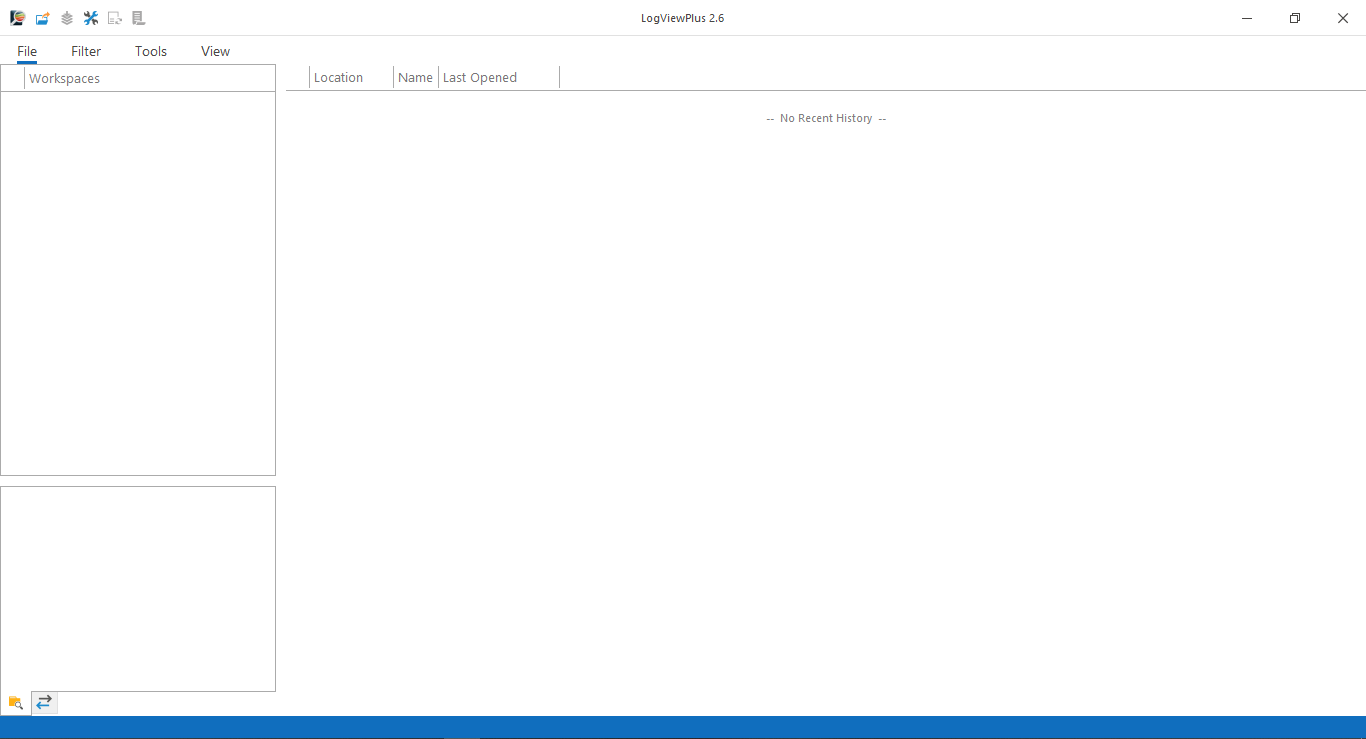 LogViewPlus 2.6
File Filter Tools View
Workspaces
Location Name Last Opened
-- No Recent History --